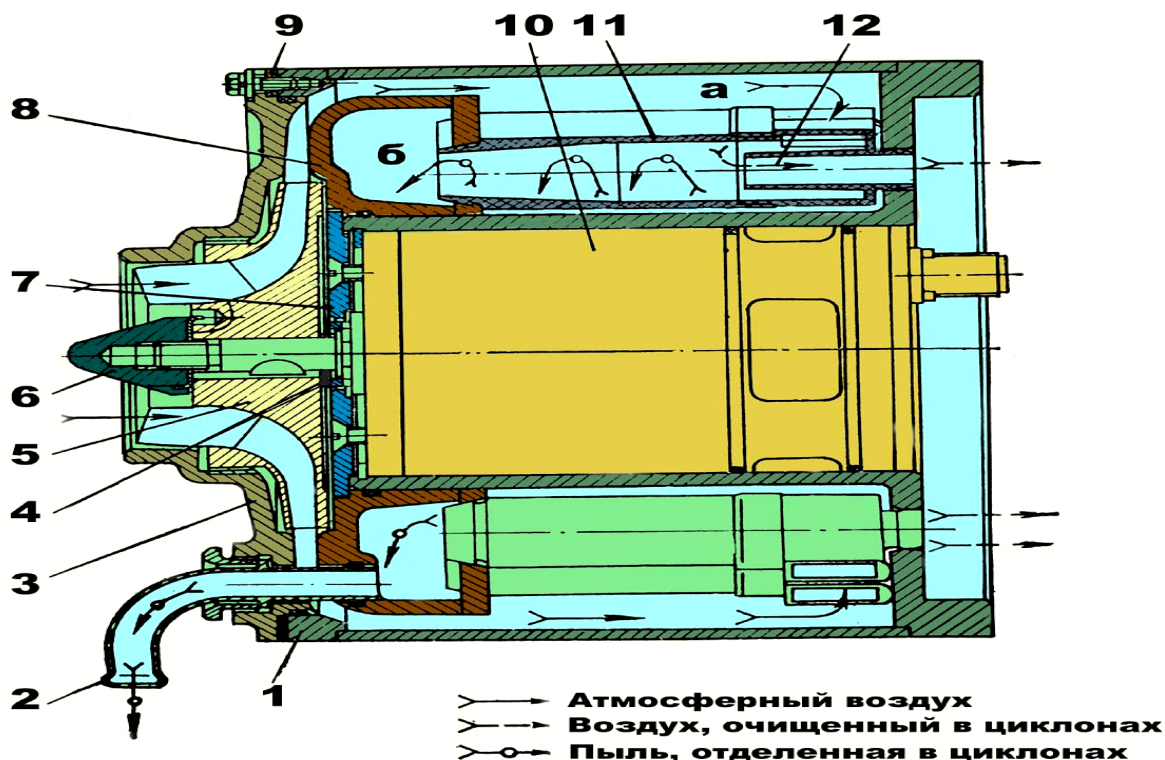 9 10 11 12
а
8
б
7
6
5
4
3
2 1
Атмосферный воздух
Воздух, очищенный в циклонах
Пыль, отделенная в циклонах